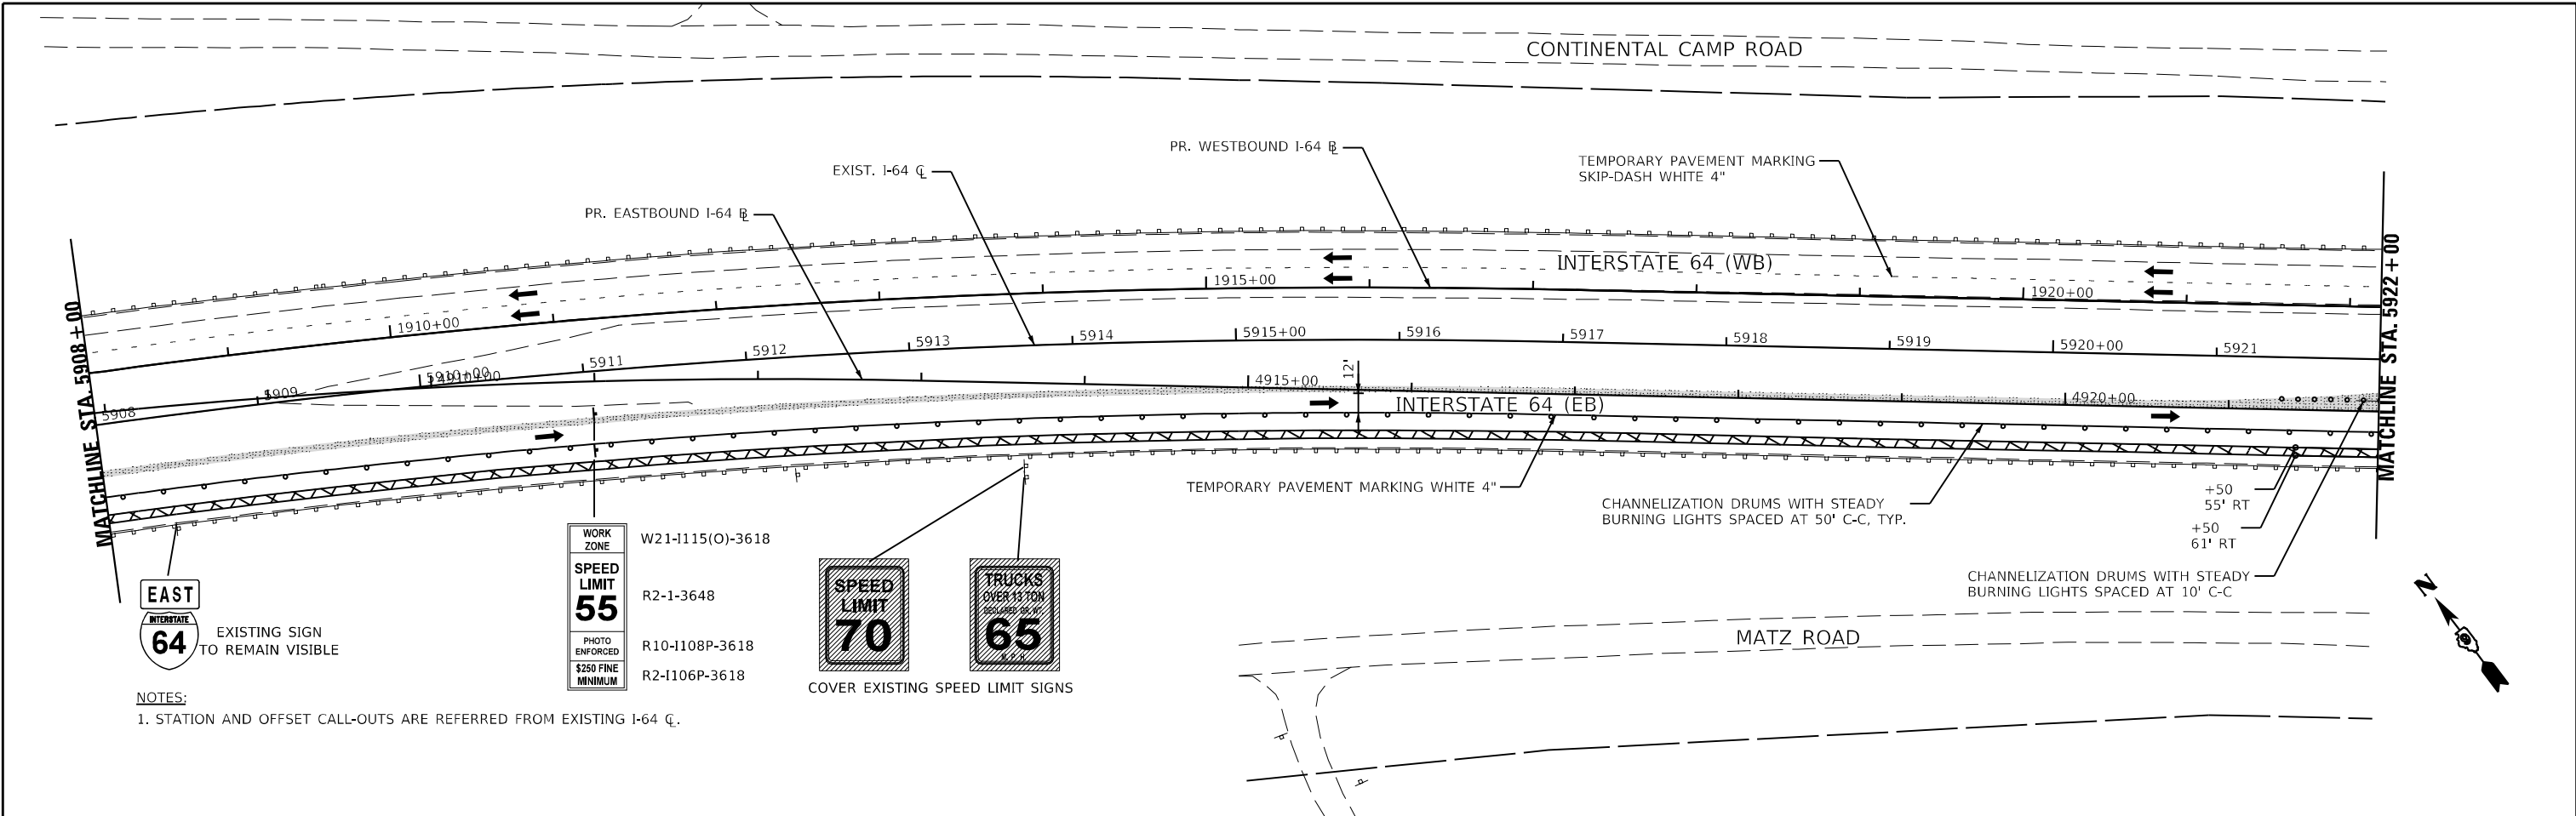 CONTINENTAL CAMP ROAD
PR. WESTBOUND I-64 ℄
EXIST. I-64 ℄
TEMPORARY PAVEMENT MARKING
SKIP-DASH WHITE 4"
PR. EASTBOUND I-64 ℄
INTERSTATE 64 (WB)
1910+00
1915+00
1920+00
MATCHLINE STA. 5908+00
MATCHLINE STA. 5922+00
5908
5909
5910+00
5911
5912
5913
5914
5915+00
5916
5917
5918
5919
5920+00
5921
4910+00
4915+00
4920+00
12'
INTERSTATE 64 (EB)
TEMPORARY PAVEMENT MARKING WHITE 4"
CHANNELIZATION DRUMS WITH STEADY
BURNING LIGHTS SPACED AT 50' C-C, TYP.
+50
55' RT
+50
61' RT
CHANNELIZATION DRUMS WITH STEADY
BURNING LIGHTS SPACED AT 10' C-C
EAST
INTERSTATE
64
EXISTING SIGN
TO REMAIN VISIBLE
WORK
ZONE
SPEED
LIMIT
55
PHOTO
ENFORCED
$250 FINE
MINIMUM
W21-I115(O)-3618
R2-1-3648
R10-I108P-3618
R2-I106P-3618
SPEED
LIMIT
70
TRUCKS
OVER 13 TON
DECLARED GR. WT.
65
M.P.H.
COVER EXISTING SPEED LIMIT SIGNS
MATZ ROAD
N
NOTES:
1. STATION AND OFFSET CALL-OUTS ARE REFERRED FROM EXISTING I-64 ℄.